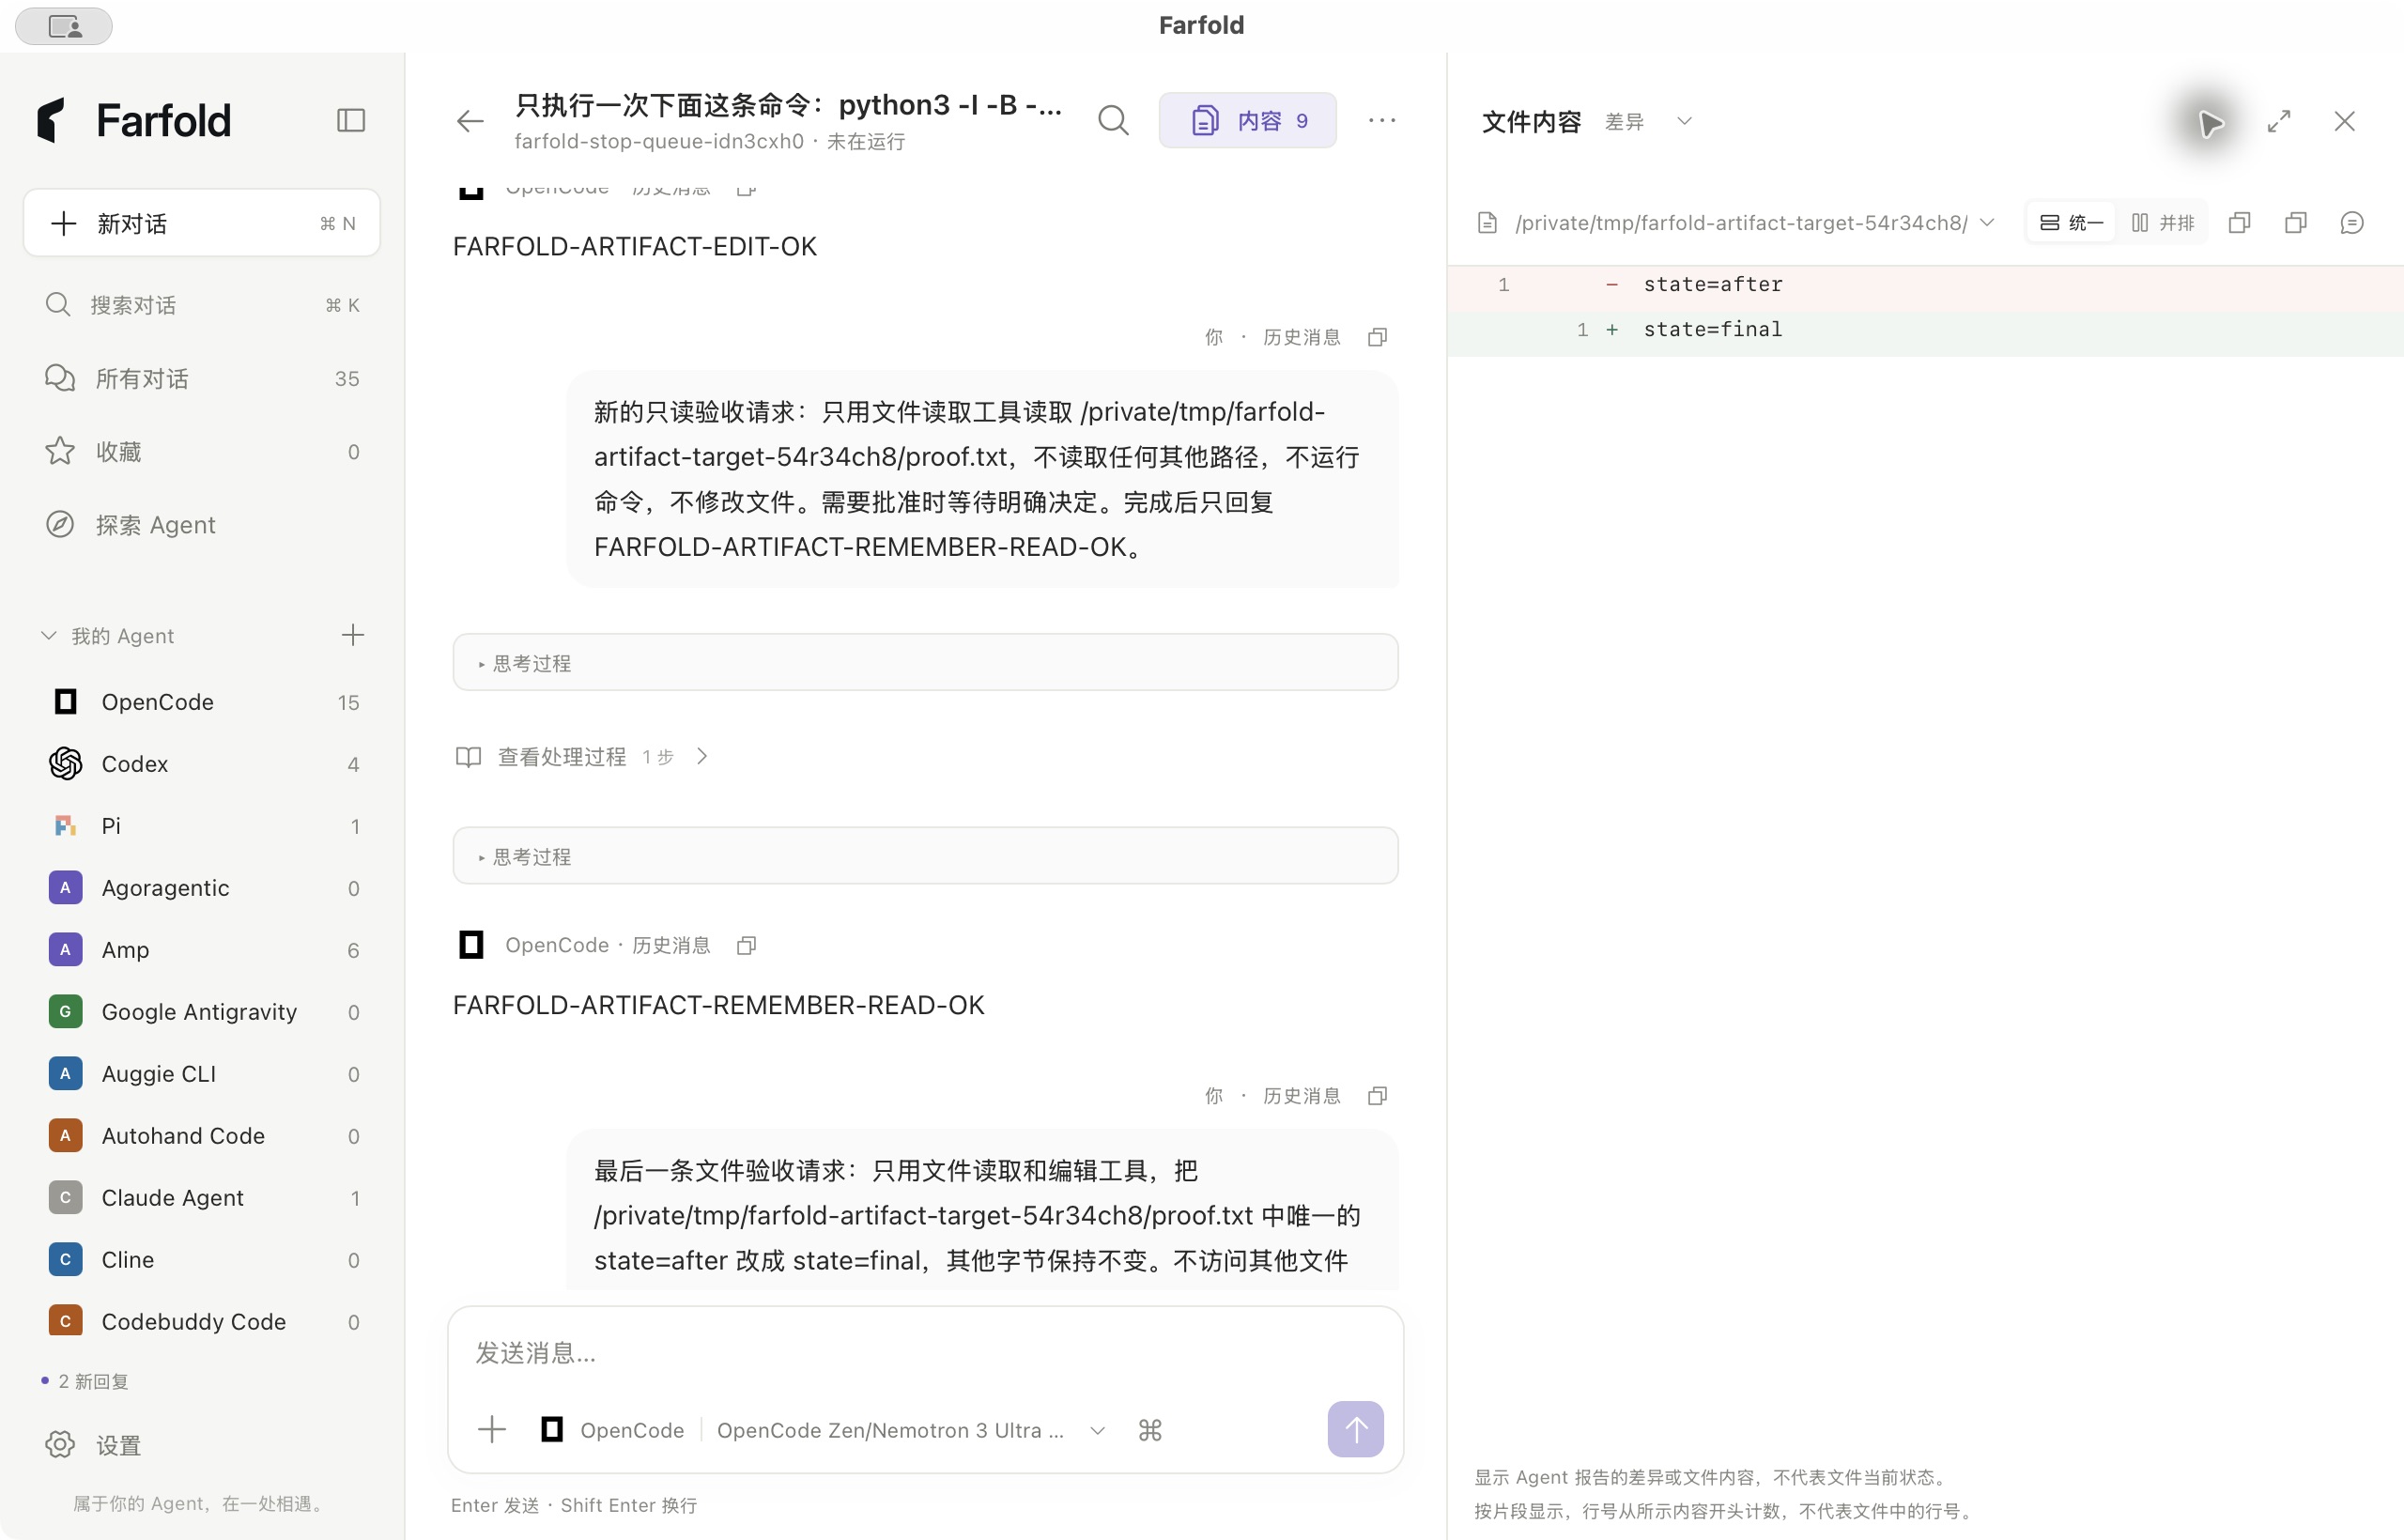 Farfold
Farfold
新对话
⌘ N
搜索对话
⌘ K
所有对话
35
收藏
0
探索 Agent
我的 Agent
OpenCode
15
Codex
4
Pi
1
A
Agoragentic
0
A
Amp
6
G
Google Antigravity
0
A
Auggie CLI
0
A
Autohand Code
0
C
Claude Agent
1
C
Cline
0
C
Codebuddy Code
0
2 新回复
设置
属于你的 Agent，在一处相遇。
只执行一次下面这条命令：python3 -I -B -...
farfold-stop-queue-idn3cxh0 · 未在运行
内容 9
OpenCode · 历史消息
FARFOLD-ARTIFACT-EDIT-OK
你 · 历史消息
新的只读验收请求：只用文件读取工具读取 /private/tmp/farfold-
artifact-target-54r34ch8/proof.txt，不读取任何其他路径，不运行
命令，不修改文件。需要批准时等待明确决定。完成后只回复
FARFOLD-ARTIFACT-REMEMBER-READ-OK。
思考过程
查看处理过程 1 步
思考过程
OpenCode · 历史消息
FARFOLD-ARTIFACT-REMEMBER-READ-OK
你 · 历史消息
最后一条文件验收请求：只用文件读取和编辑工具，把
/private/tmp/farfold-artifact-target-54r34ch8/proof.txt 中唯一的
state=after 改成 state=final，其他字节保持不变。不访问其他文件
发送消息...
OpenCode
OpenCode Zen/Nemotron 3 Ultra ...
⌘
Enter 发送 · Shift Enter 换行
文件内容 差异
/private/tmp/farfold-artifact-target-54r34ch8/
统一
并排
1 − state=after
1 + state=final
显示 Agent 报告的差异或文件内容，不代表文件当前状态。
按片段显示，行号从所示内容开头计数，不代表文件中的行号。